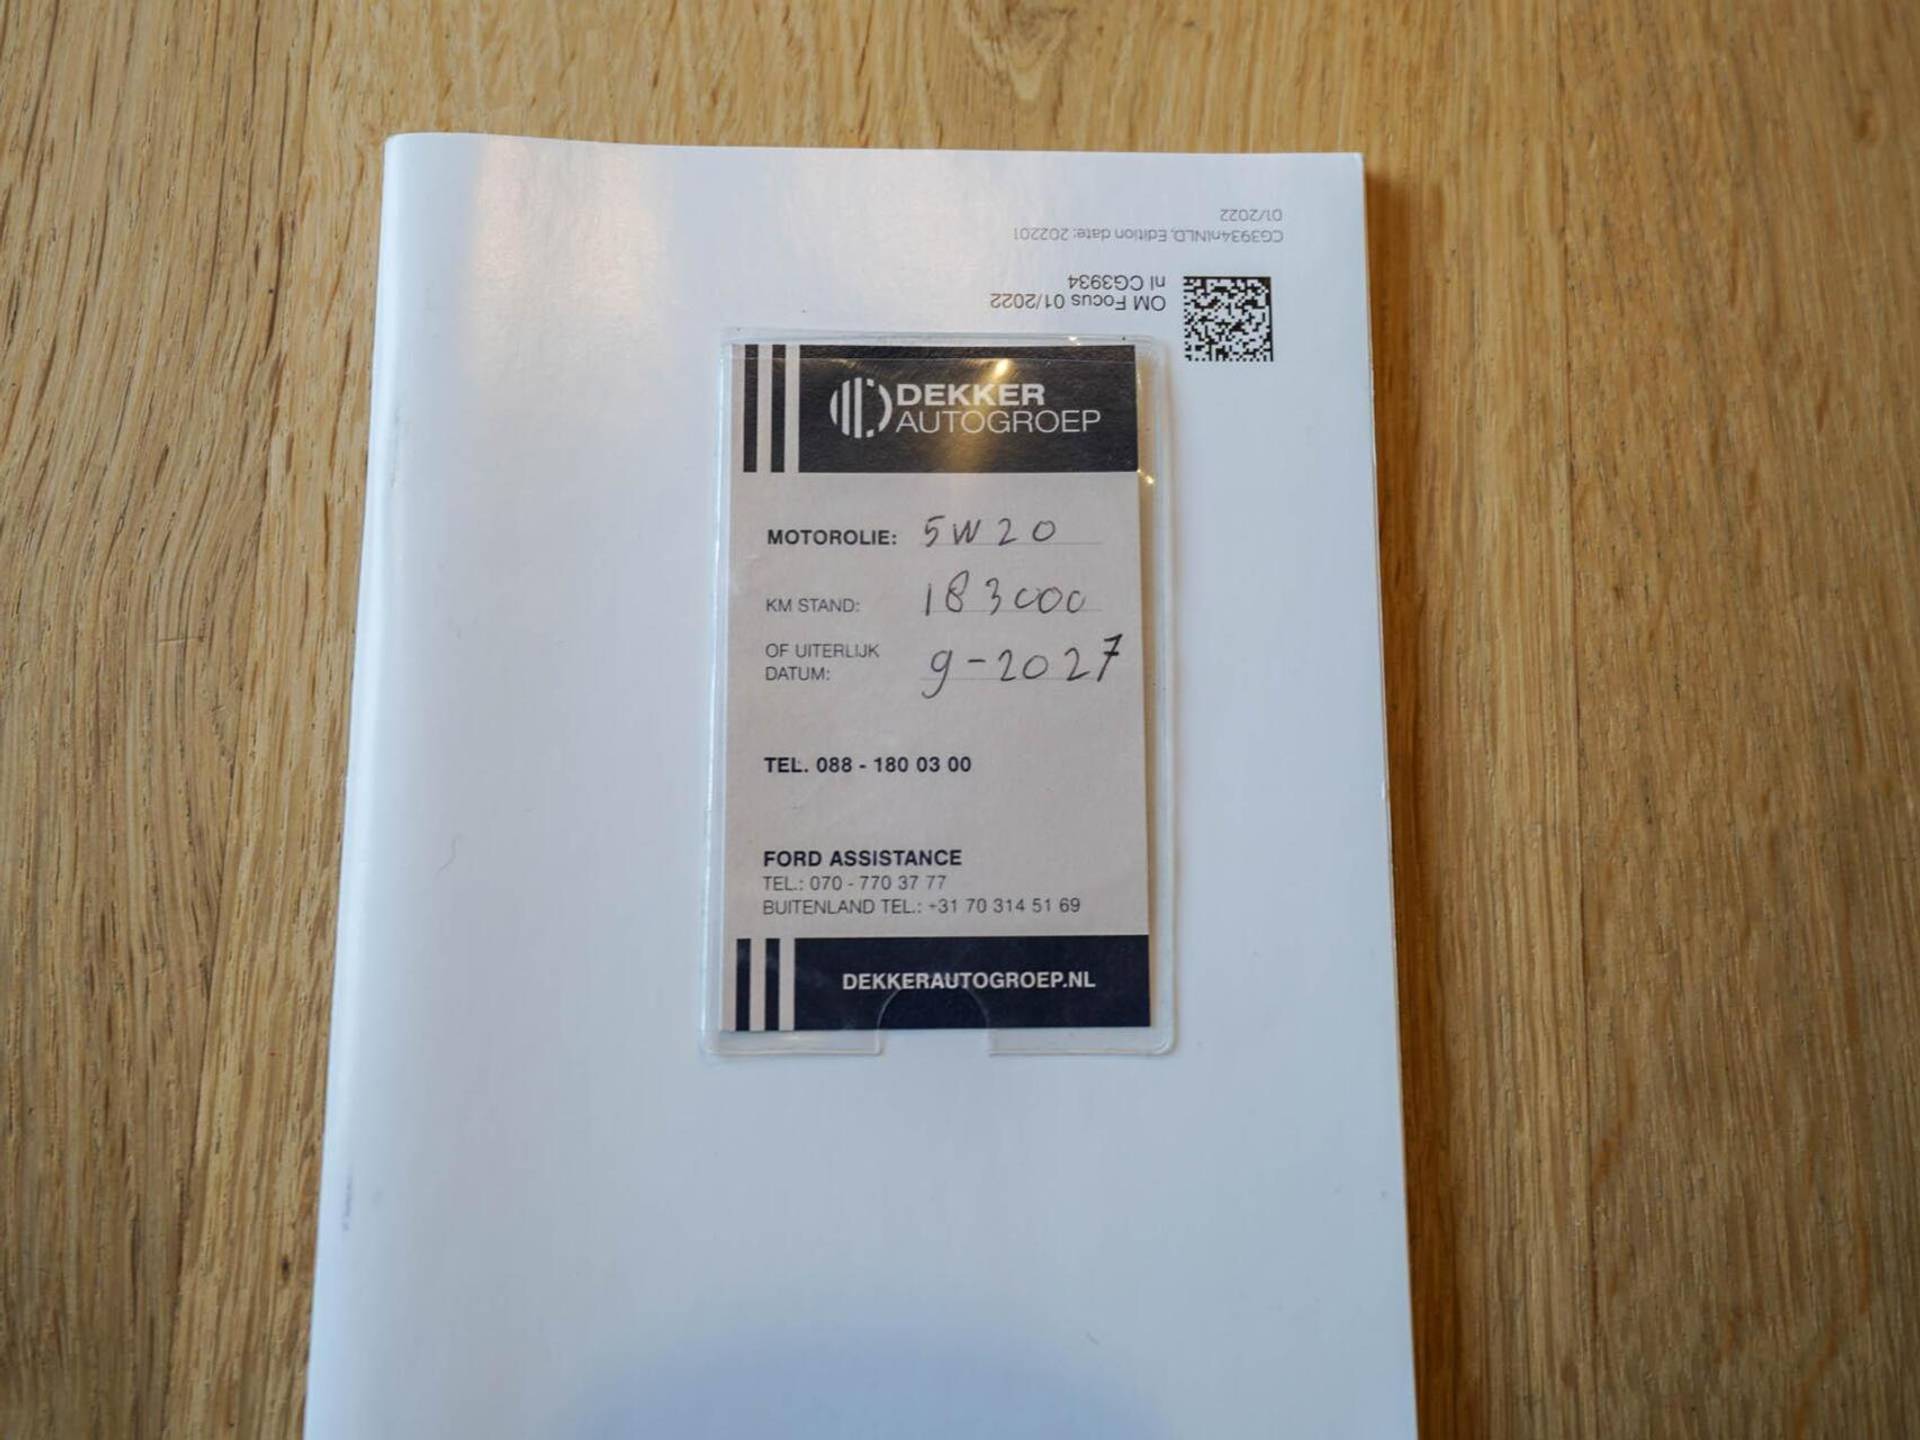 01/2022
CG3934nlNLD, Edition date: 202201
OM Focus 01/2022
nl CG3934
DEKKER
AUTOGROEP
MOTOROLIE: 5W20
KM STAND: 183000
OF UITERLIJK
DATUM: 9-2027
TEL. 088 - 180 03 00
FORD ASSISTANCE
TEL.: 070 - 770 37 77
BUITENLAND TEL.: +31 70 314 51 69
DEKKERAUTOGROEP.NL